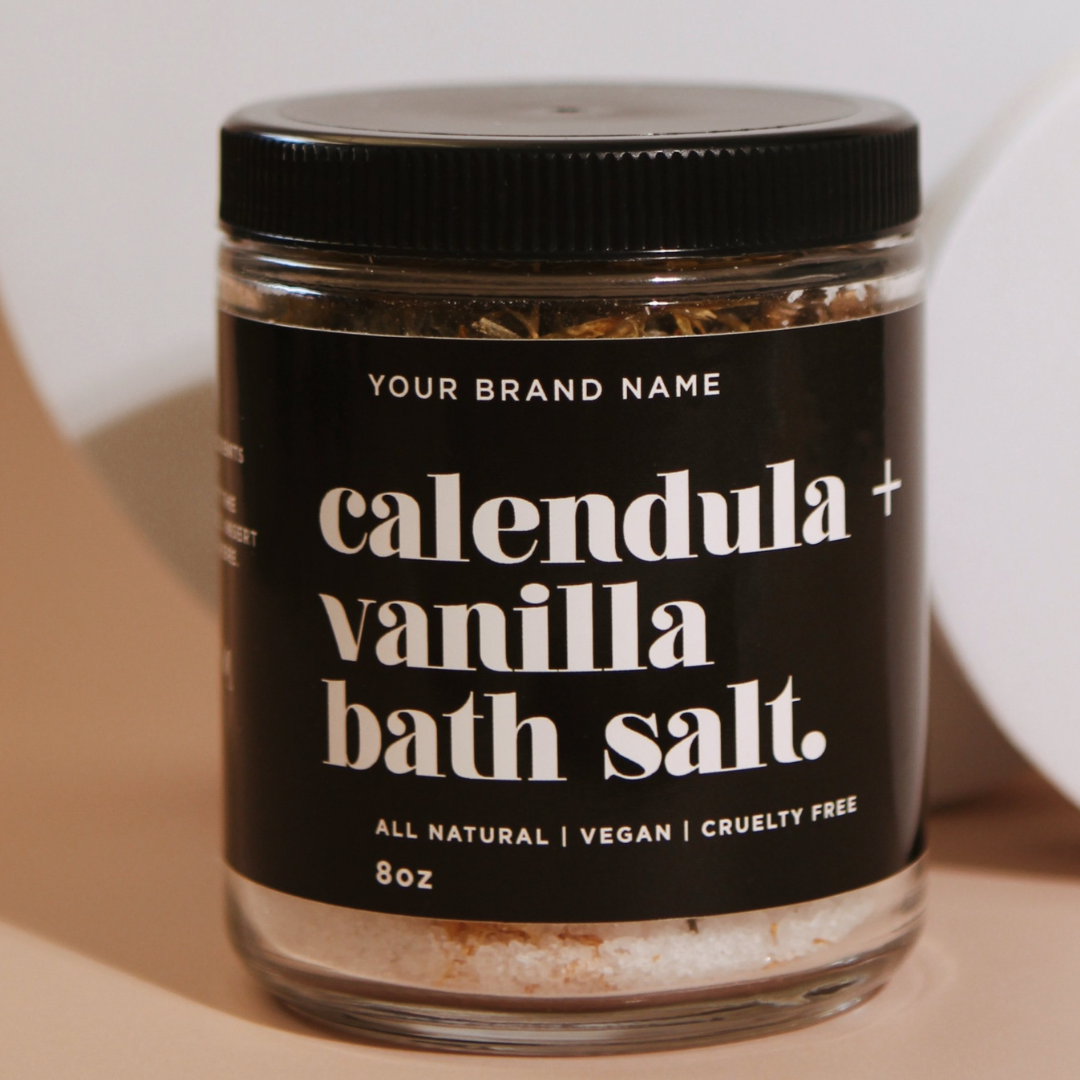 YOUR BRAND NAME
calendula +
vanilla
bath salt.
ALL NATURAL | VEGAN | CRUELTY FREE
8oz